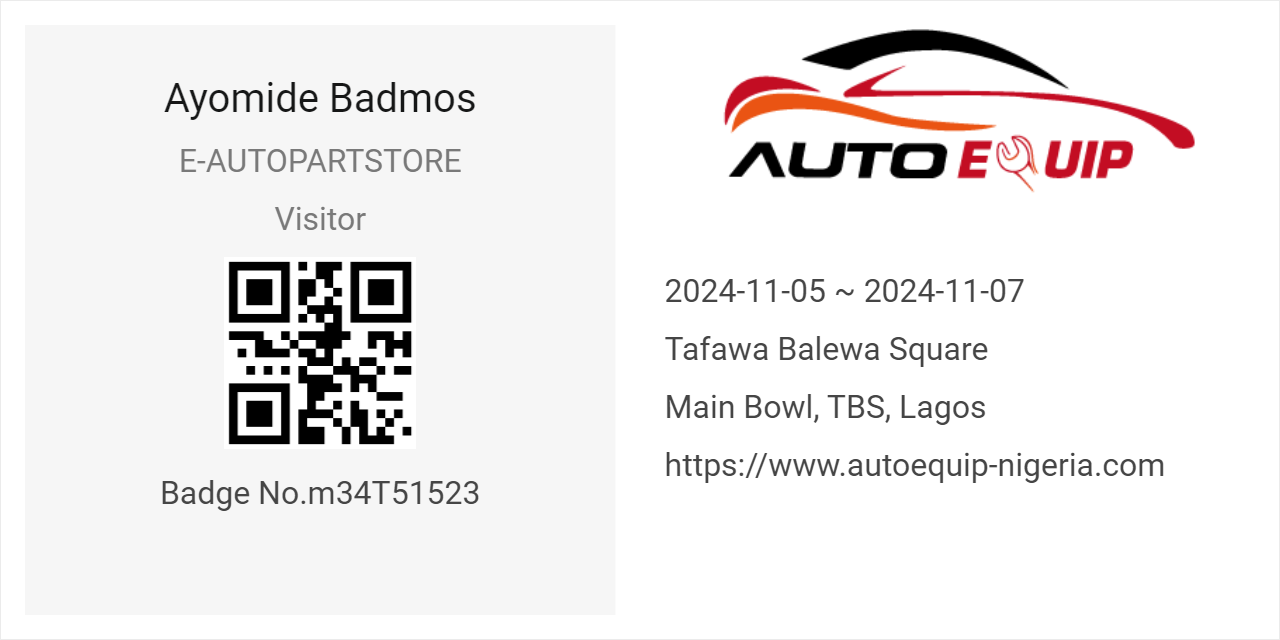 Ayomide Badmos
E-AUTOPARTSTORE
Visitor
Badge No.m34T51523
AUTO EQUIP
2024-11-05 ~ 2024-11-07
Tafawa Balewa Square
Main Bowl, TBS, Lagos
https://www.autoequip-nigeria.com